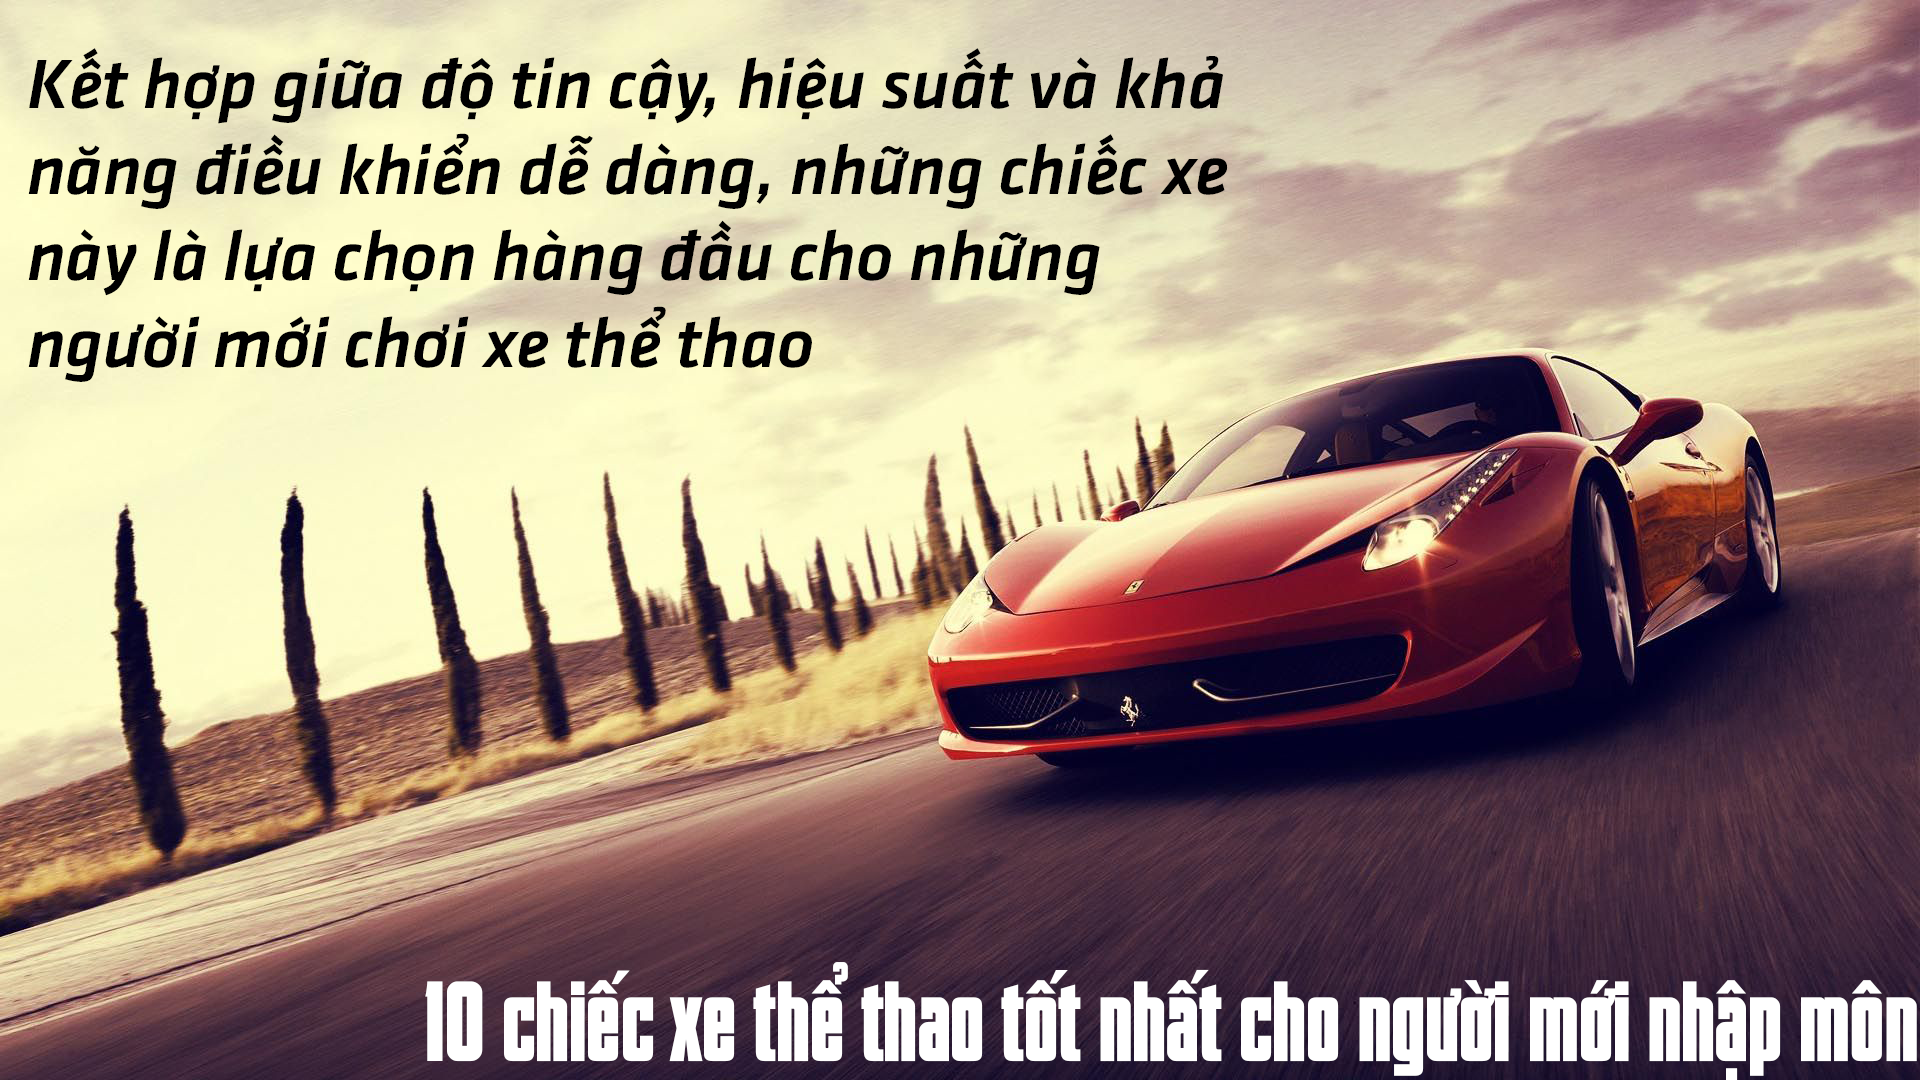 Kết hợp giữa độ tin cậy, hiệu suất và khả
năng điều khiển dễ dàng, những chiếc xe
này là lựa chọn hàng đầu cho những
người mới chơi xe thể thao
10 chiếc xe thể thao tốt nhất cho người mới nhập môn